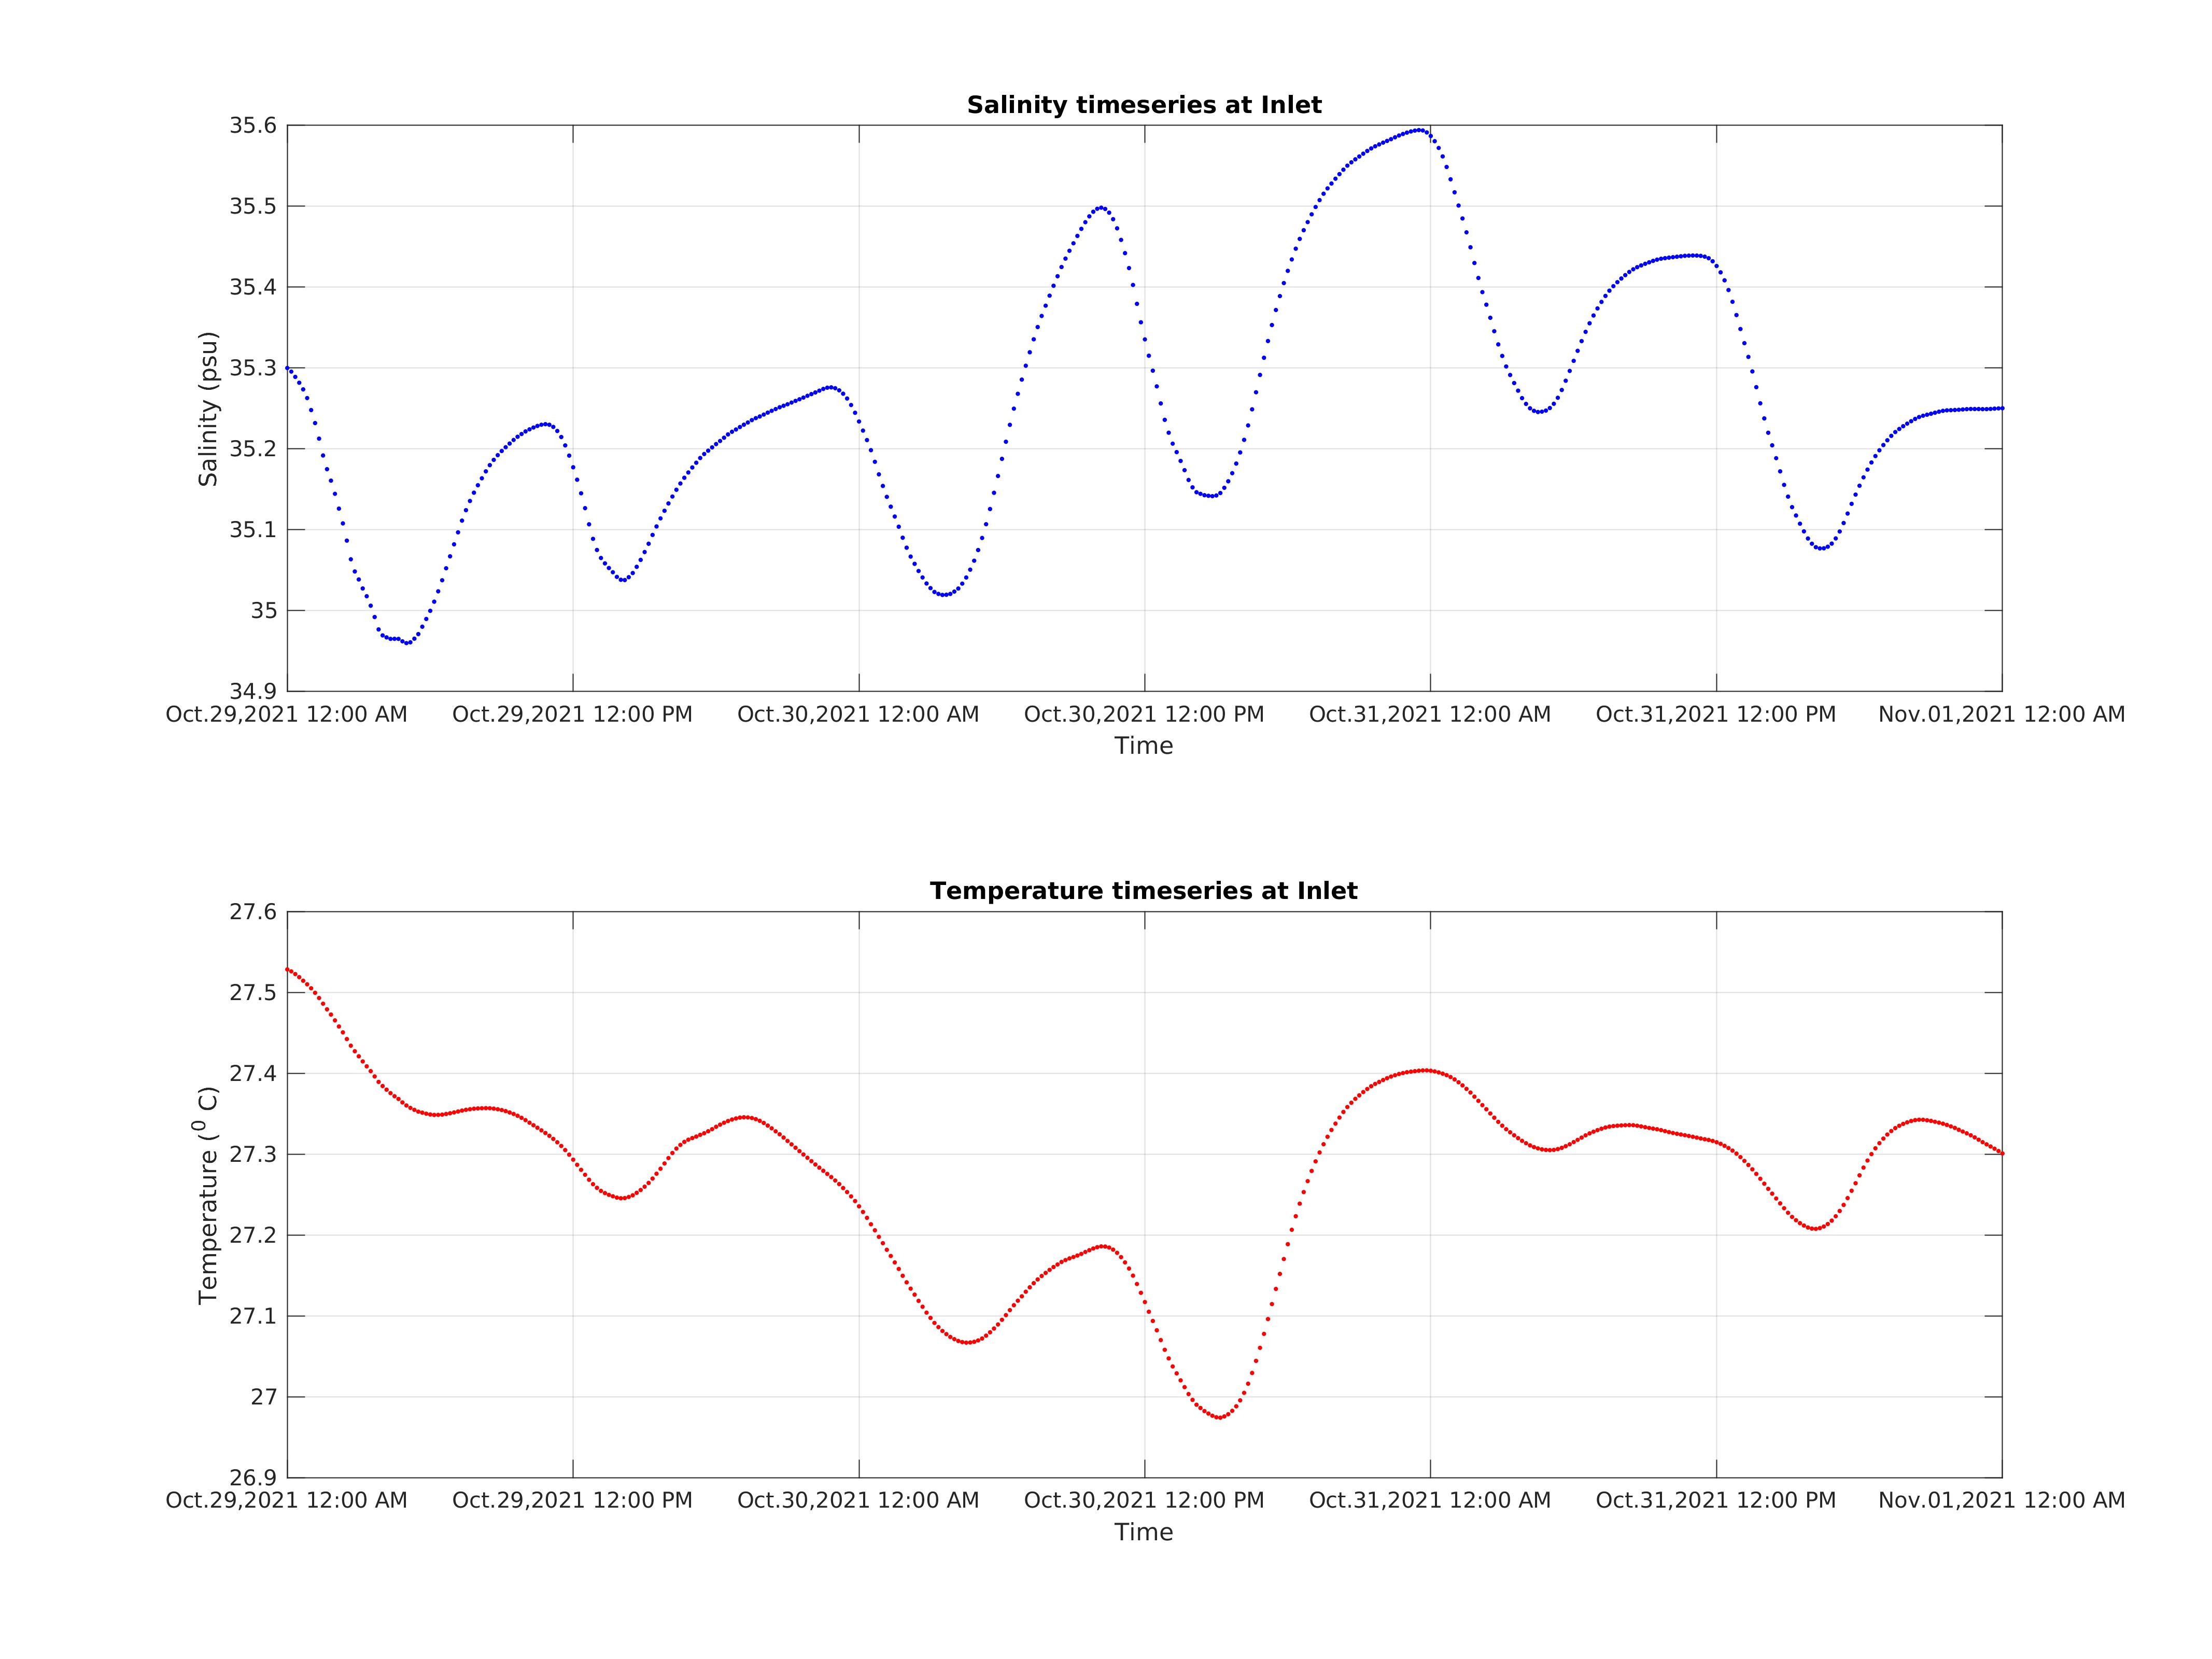 Salinity timeseries at Inlet
35.6
35.5
35.4
35.3
35.2
35.1
35
34.9
Salinity (psu)
Oct.29,2021 12:00 AM Oct.29,2021 12:00 PM Oct.30,2021 12:00 AM Oct.30,2021 12:00 PM Oct.31,2021 12:00 AM Oct.31,2021 12:00 PM Nov.01,2021 12:00 AM
Time
Temperature timeseries at Inlet
27.6
27.5
27.4
27.3
27.2
27.1
27
26.9
Temperature (⁰ C)
Oct.29,2021 12:00 AM Oct.29,2021 12:00 PM Oct.30,2021 12:00 AM Oct.30,2021 12:00 PM Oct.31,2021 12:00 AM Oct.31,2021 12:00 PM Nov.01,2021 12:00 AM
Time